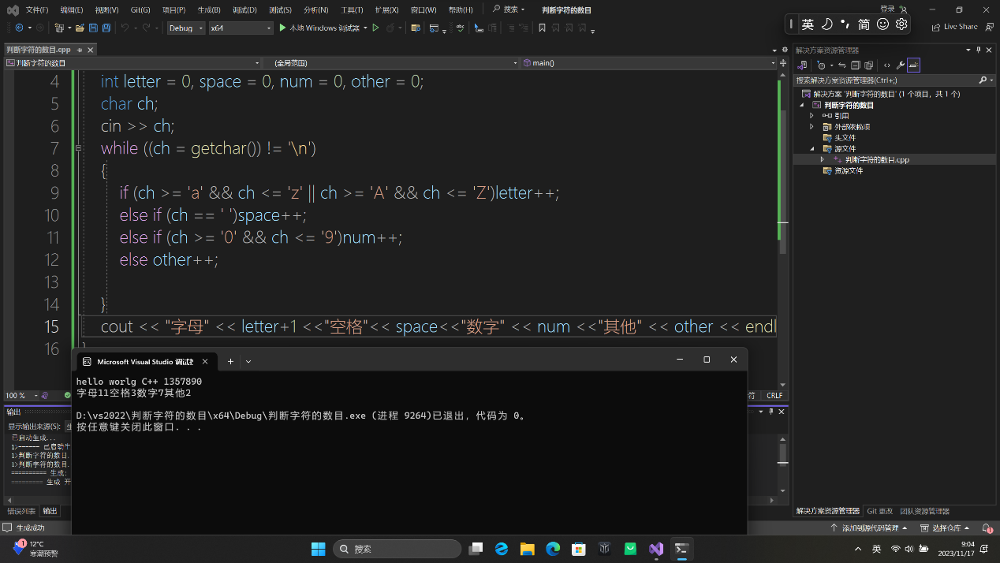 文件(F) 编辑(E) 视图(V) Git(G) 项目(P) 生成(B) 调试(D) 测试(S) 分析(N) 工具(T) 扩展(X) 窗口(W) 帮助(H) 搜索 判断字符的数目 登录
Debug x64 本地 Windows 调试器 英 简 Live Share
判断字符的数目.cpp
判断字符的数目 (全局范围) main()
4 int letter = 0, space = 0, num = 0, other = 0;
5 char ch;
6 cin >> ch;
7 while ((ch = getchar()) != '\n')
8 {
9 if (ch >= 'a' && ch <= 'z' || ch >= 'A' && ch <= 'Z')letter++;
10 else if (ch == ' ')space++;
11 else if (ch >= '0' && ch <= '9')num++;
12 else other++;
13
14 }
15 cout << "字母" << letter+1 <<"空格"<< space<<"数字" << num <<"其他" << other << endl
16
解决方案资源管理器
搜索解决方案资源管理器(Ctrl+;)
解决方案 '判断字符的数目' (1 个项目, 共 1 个)
判断字符的数目
引用
外部依赖项
头文件
源文件
判断字符的数目.cpp
资源文件
100 % 符 CRLF
Microsoft Visual Studio 调试
hello worlg C++ 1357890
字母11空格3数字7其他2
D:\vs2022\判断字符的数目\x64\Debug\判断字符的数目.exe (进程 9264)已退出，代码为 0。
按任意键关闭此窗口. . .
输出
显示输出来源(S):
已启动生成...
1>------ 已启动
1>判断字符的数目.
1>判断字符的数目.
========== 生成:
========= 生成 开
错误列表 输出
解决方案资源管理器 Git 更改 团队资源管理器
生成成功 添加到源代码管理 选择仓库 1
1 12°C
寒潮预警
搜索
英
9:04
2023/11/17